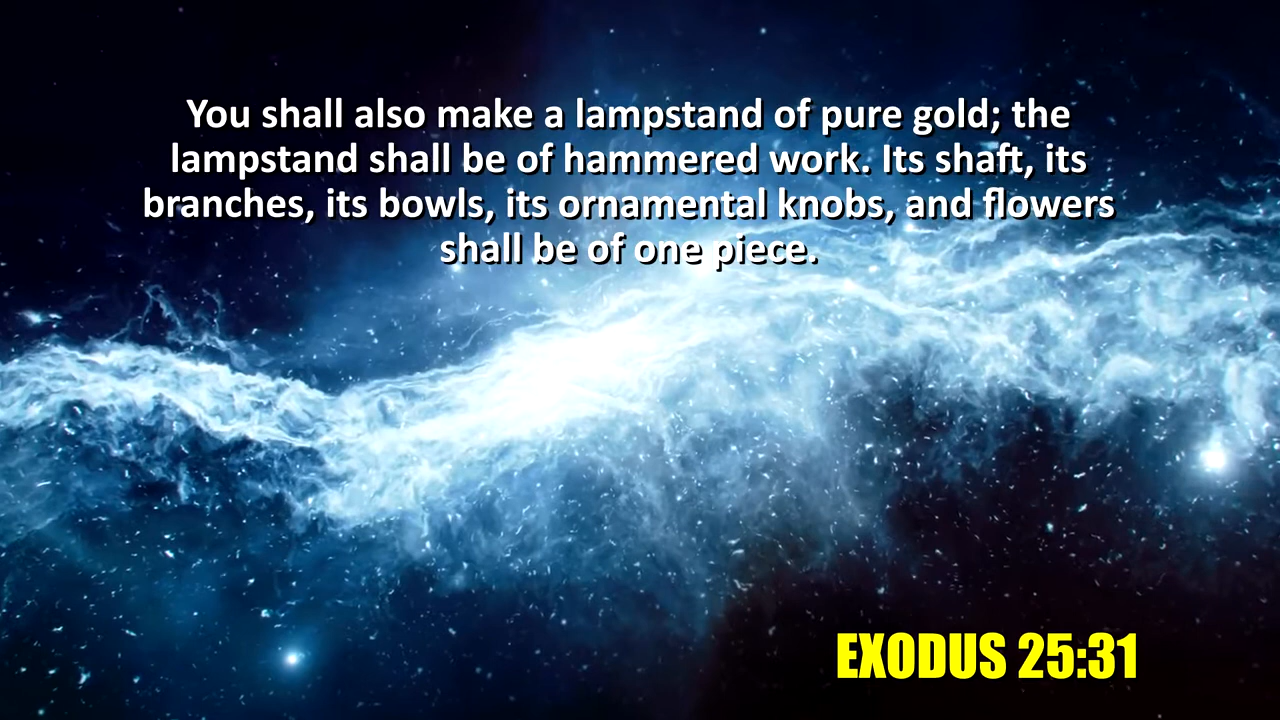 You shall also make a lampstand of pure gold; the
lampstand shall be of hammered work. Its shaft, its
branches, its bowls, its ornamental knobs, and flowers
shall be of one piece.
EXODUS 25:31